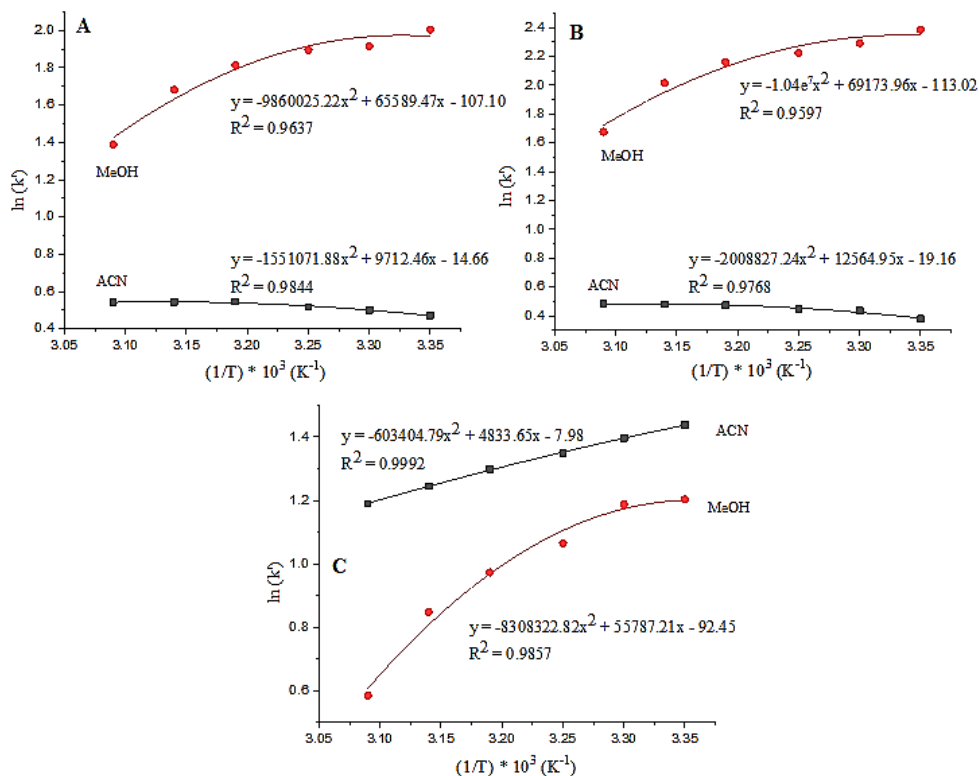 A
2.0
1.8
1.6
1.4
1.2
1.0
0.8
0.6
0.4
ln (k')
y = -9860025.22x² + 65589.47x - 107.10
R² = 0.9637
MeOH
y = -1551071.88x² + 9712.46x - 14.66
R² = 0.9844
ACN
3.05 3.10 3.15 3.20 3.25 3.30 3.35
(1/T) * 10³ (K⁻¹)
B
2.4
2.2
2.0
1.8
1.6
1.4
1.2
1.0
0.8
0.6
0.4
ln (k')
y = -1.04e⁷x² + 69173.96x - 113.02
R² = 0.9597
MeOH
y = -2008827.24x² + 12564.95x - 19.16
R² = 0.9768
ACN
3.05 3.10 3.15 3.20 3.25 3.30 3.35
(1/T) * 10³ (K⁻¹)
C
1.4
1.2
1.0
0.8
0.6
ln (k')
y = -603404.79x² + 4833.65x - 7.98
R² = 0.9992
ACN
MeOH
y = -8308322.82x² + 55787.21x - 92.45
R² = 0.9857
3.05 3.10 3.15 3.20 3.25 3.30 3.35
(1/T) * 10³ (K⁻¹)